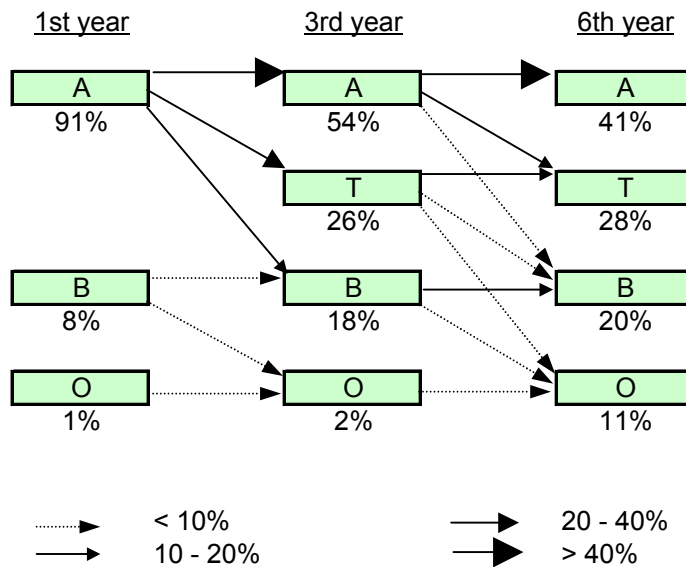 1st year 3rd year 6th year
A A A
91% 54% 41%
T T
26% 28%
B B B
8% 18% 20%
O O O
1% 2% 11%
< 10% 20 - 40%
10 - 20% > 40%